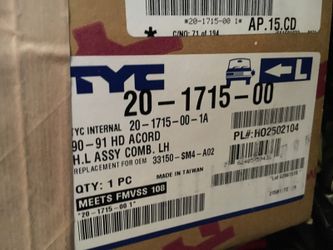 *20-1715-00 1*
C/NO: 71 of 194
AP.15.CD
TYC
L
20-1715-00
TYC INTERNAL 20-1715-00-1A
90-91 HD ACORD
H.L ASSY COMB. LH
PL#:HO2502104
REPLACEMENT FOR OEM 33150-SM4-A02
QTY: 1 PC
MADE IN TAIWAN
MEETS FMVSS 108
*20-1715-00 1*